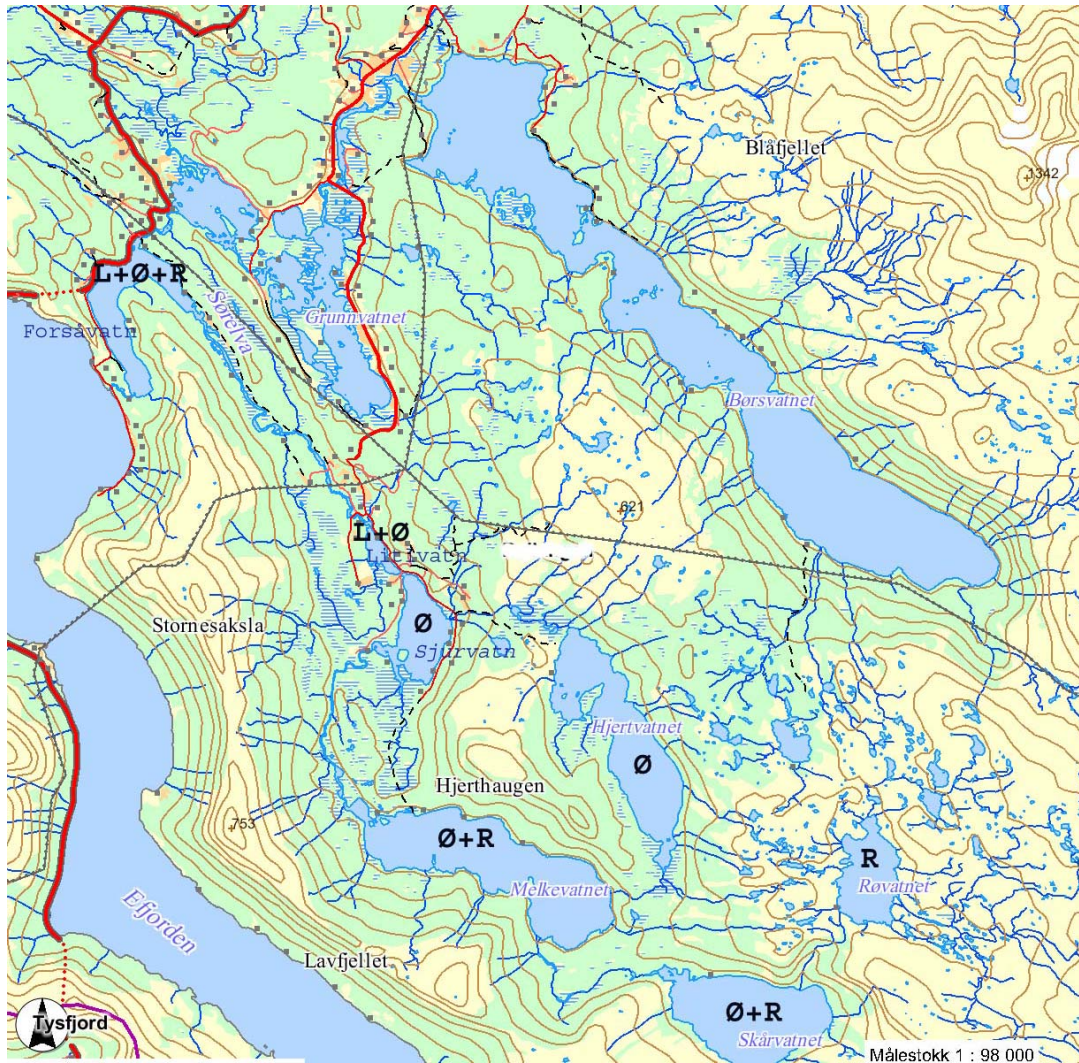 Blåfjellet
1342
L+Ø+R
Sørelva
Forsåvatn
Grunnvatnet
Børsvatnet
621
L+Ø
Litlvatn
Stornesaksla
Ø
Sjurvatn
Hjertvatnet
Ø
Hjerthaugen
753
Ø+R
R
Melkevatnet
Røvatnet
Efjorden
Lavfjellet
Ø+R
Tysfjord
Skårvatnet
Målestokk 1 : 98 000